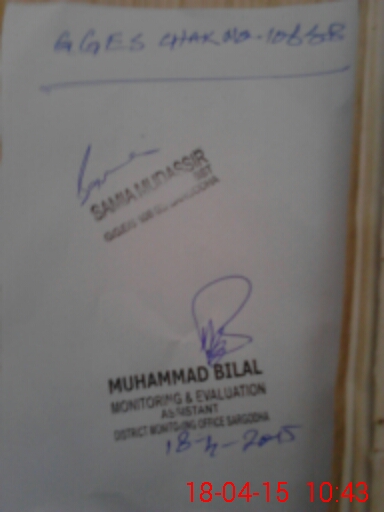 GGES CHAK NO-
SAMIA MUDASSIR
SST
MUHAMMAD BILAL
MONITORING & EVALUATION
ASSISTANT
DISTRICT MONITORING OFFICE SARGODHA
18-4-2015
18-04-15 10:43